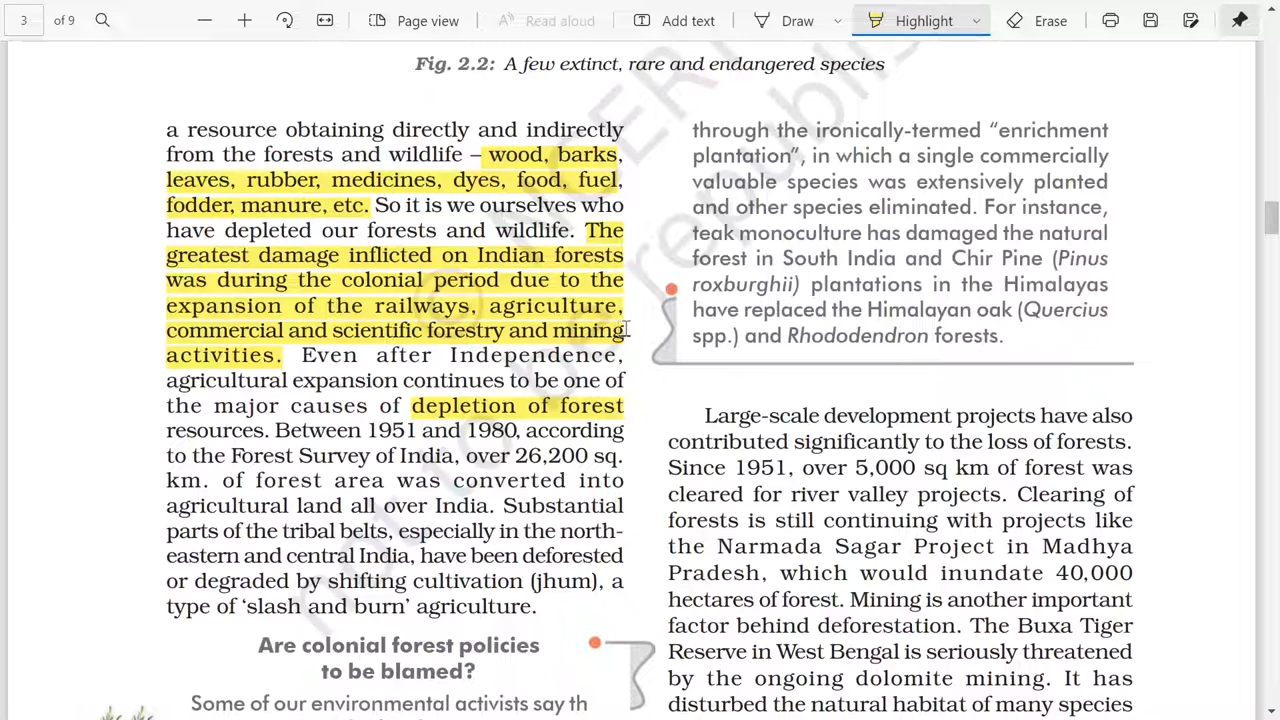 3 of 9 Page view Read aloud Add text Draw Highlight Erase
Fig. 2.2: A few extinct, rare and endangered species
a resource obtaining directly and indirectly
from the forests and wildlife – wood, barks,
leaves, rubber, medicines, dyes, food, fuel,
fodder, manure, etc. So it is we ourselves who
have depleted our forests and wildlife. The
greatest damage inflicted on Indian forests
was during the colonial period due to the
expansion of the railways, agriculture,
commercial and scientific forestry and mining
activities. Even after Independence,
agricultural expansion continues to be one of
the major causes of depletion of forest
resources. Between 1951 and 1980, according
to the Forest Survey of India, over 26,200 sq.
km. of forest area was converted into
agricultural land all over India. Substantial
parts of the tribal belts, especially in the north-
eastern and central India, have been deforested
or degraded by shifting cultivation (jhum), a
type of ‘slash and burn’ agriculture.
Are colonial forest policies
to be blamed?
Some of our environmental activists say th
through the ironically-termed “enrichment
plantation”, in which a single commercially
valuable species was extensively planted
and other species eliminated. For instance,
teak monoculture has damaged the natural
forest in South India and Chir Pine (Pinus
roxburghii) plantations in the Himalayas
have replaced the Himalayan oak (Quercius
spp.) and Rhododendron forests.
Large-scale development projects have also
contributed significantly to the loss of forests.
Since 1951, over 5,000 sq km of forest was
cleared for river valley projects. Clearing of
forests is still continuing with projects like
the Narmada Sagar Project in Madhya
Pradesh, which would inundate 40,000
hectares of forest. Mining is another important
factor behind deforestation. The Buxa Tiger
Reserve in West Bengal is seriously threatened
by the ongoing dolomite mining. It has
disturbed the natural habitat of many species
© NCERT
not to be republis